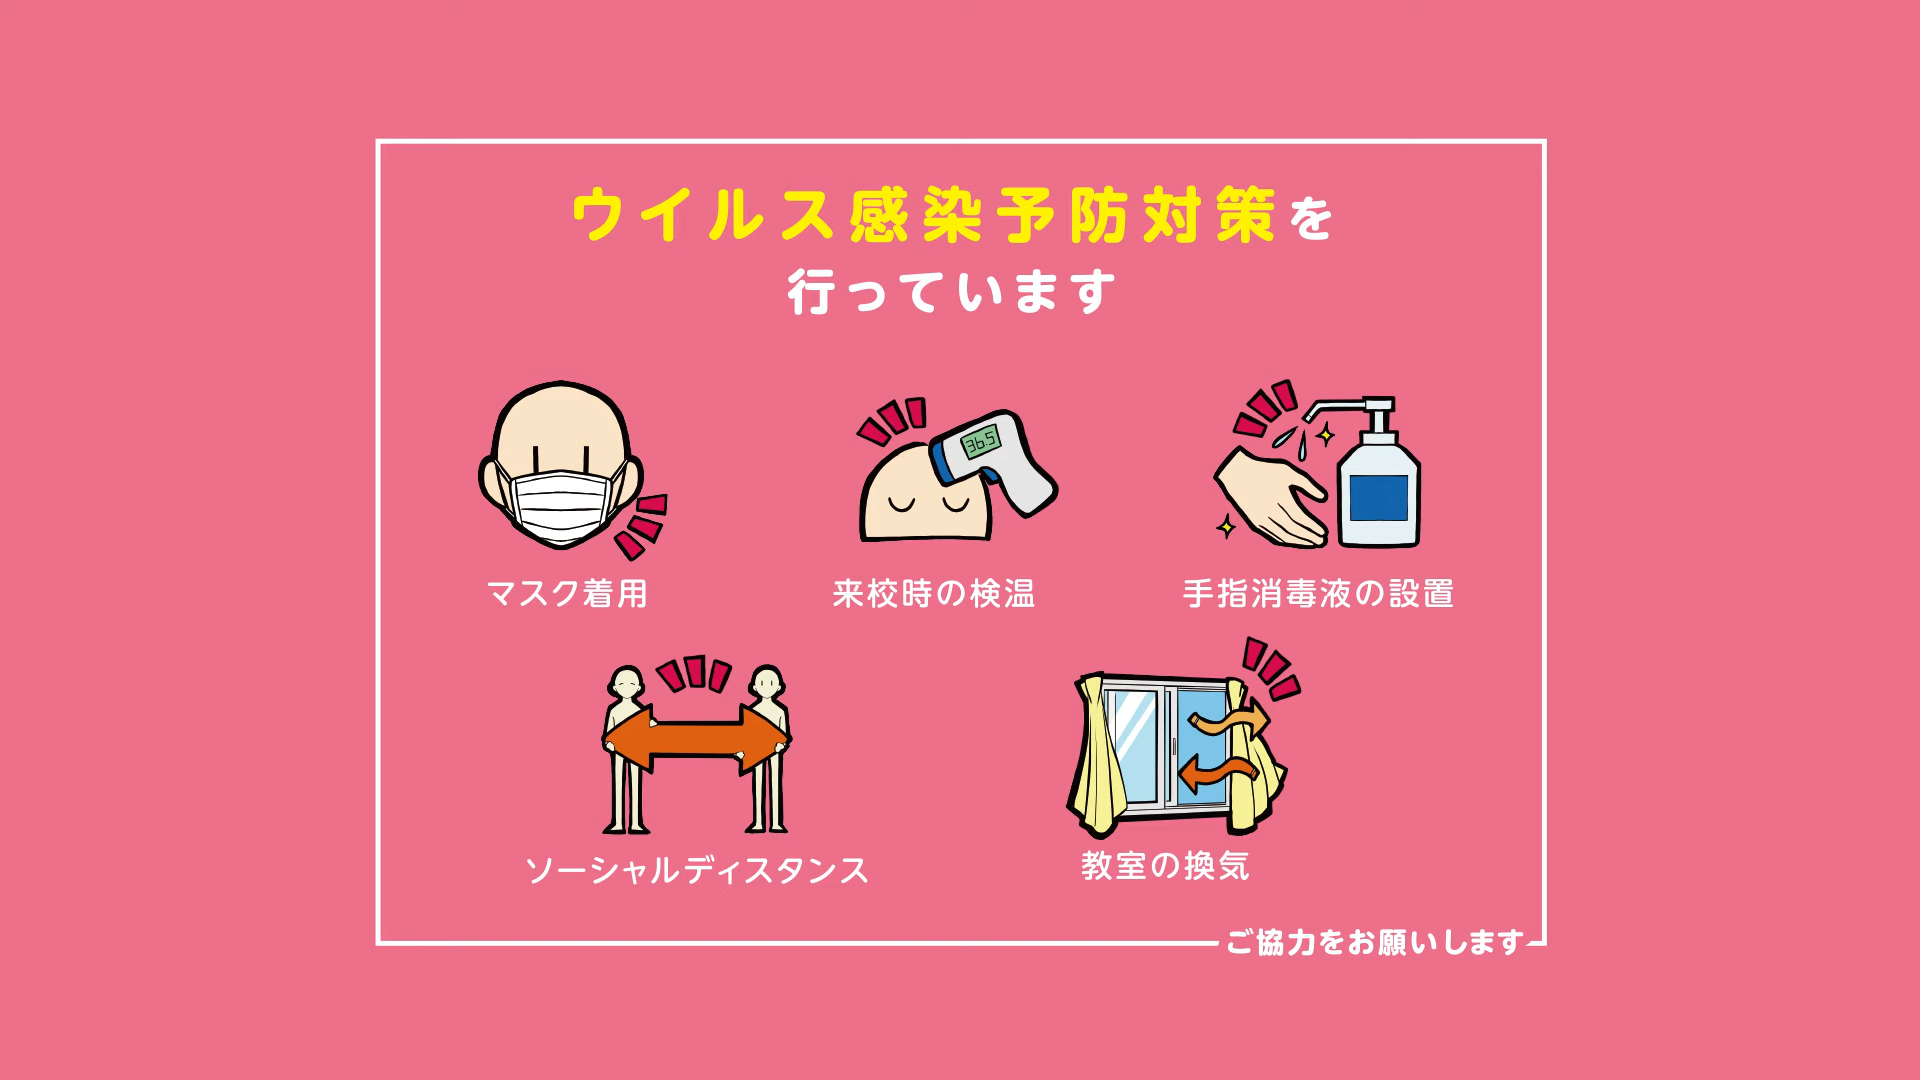 ウイルス感染予防対策を
行っています
36.5
マスク着用
来校時の検温
手指消毒液の設置
ソーシャルディスタンス
教室の換気
ご協力をお願いします